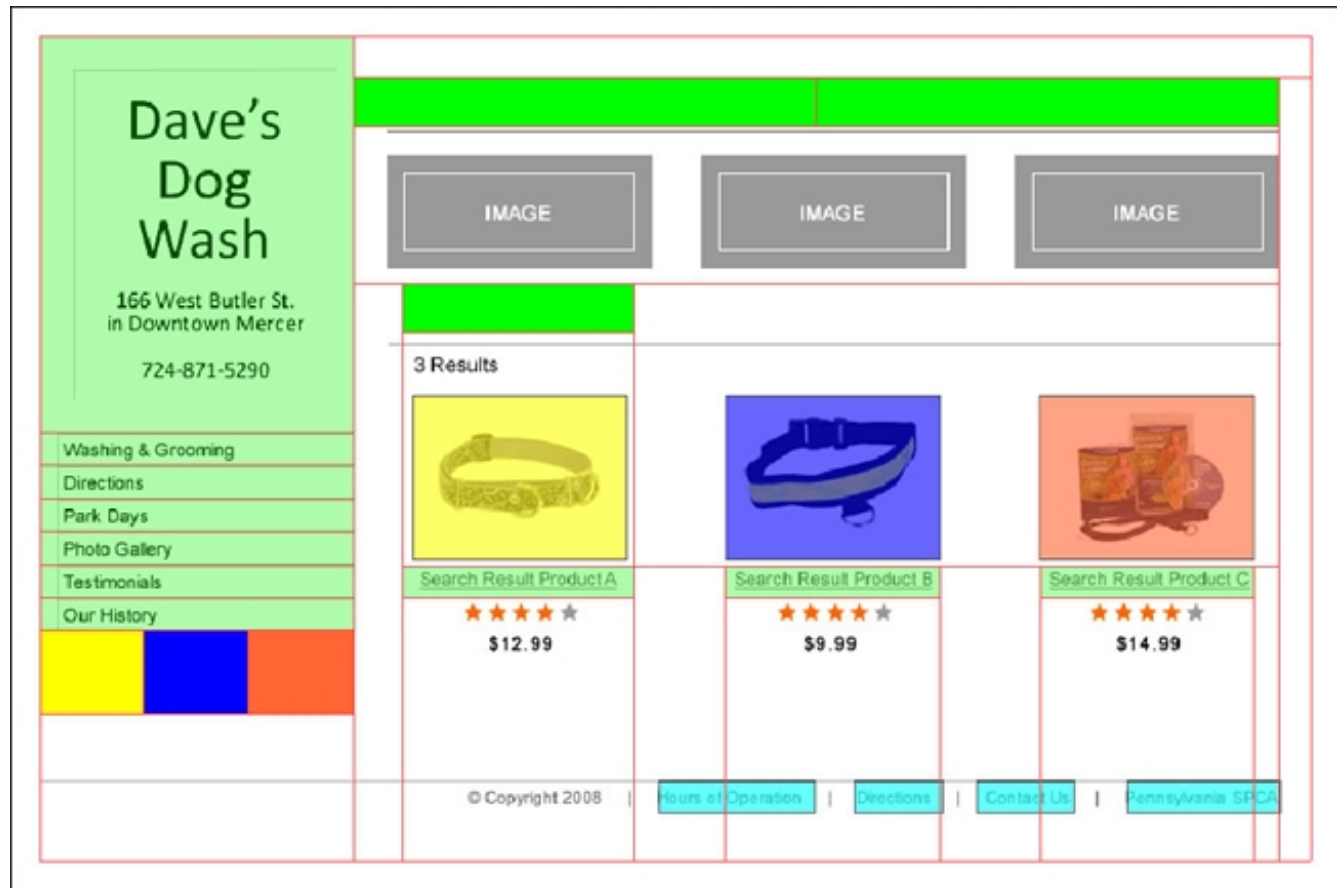 Dave's
Dog
Wash
166 West Butler St.
in Downtown Mercer
724-871-5290
Washing & Grooming
Directions
Park Days
Photo Gallery
Testimonials
Our History
IMAGE IMAGE IMAGE
3 Results
Search Result Product A Search Result Product B Search Result Product C
$12.99 $9.99 $14.99
© Copyright 2008 | Hours of Operation | Directions | Contact Us | Pennsylvania SPCA